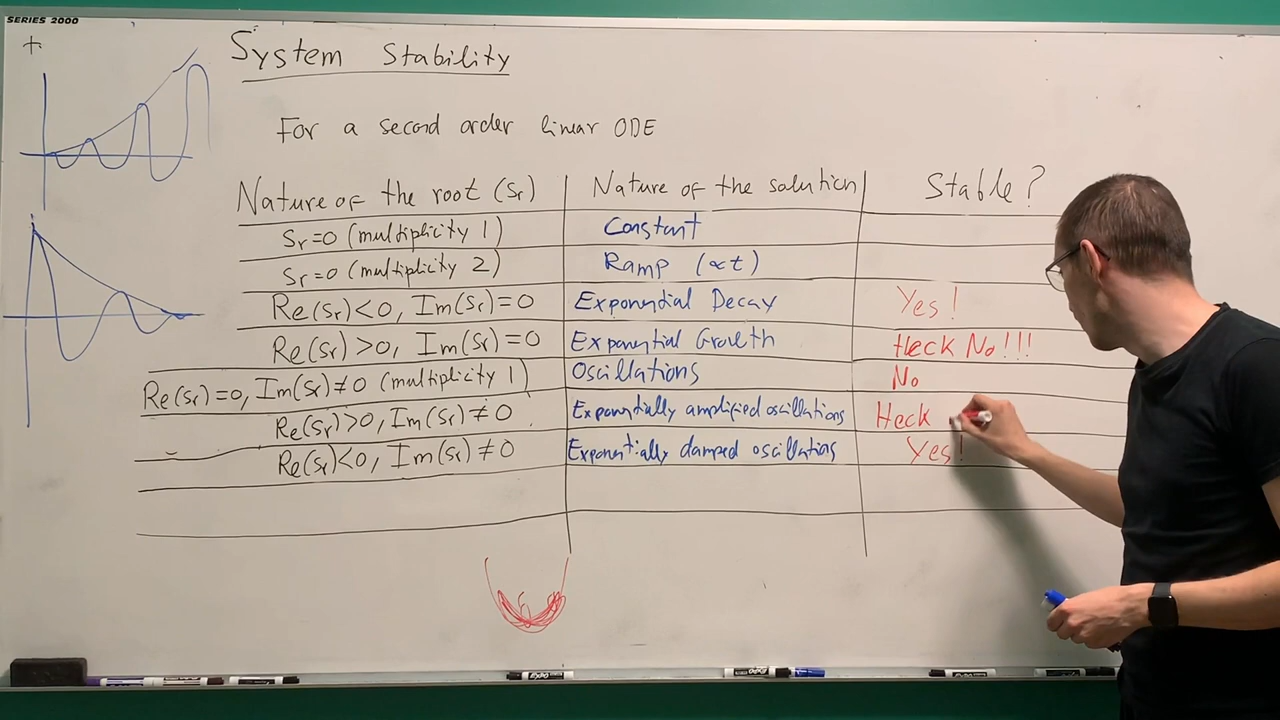 SERIES 2000
+
System Stability
For a second order linear ODE
Nature of the root (Sr) Nature of the solution Stable?
Sr=0 (multiplicity 1) Constant
Sr=0 (multiplicity 2) Ramp (∝t)
Re(Sr)<0, Im(Sr)=0 Exponential Decay Yes!
Re(Sr)>0, Im(Sr)=0 Exponential Growth Heck No!!!
Re(Sr)=0, Im(Sr)≠0 (multiplicity 1) Oscillations No
Re(Sr)>0, Im(Sr)≠0 Exponentially amplified oscillations Heck
Re(Sr)<0, Im(Sr)≠0 Exponentially damped oscillations Yes!
EXPO
EXPO